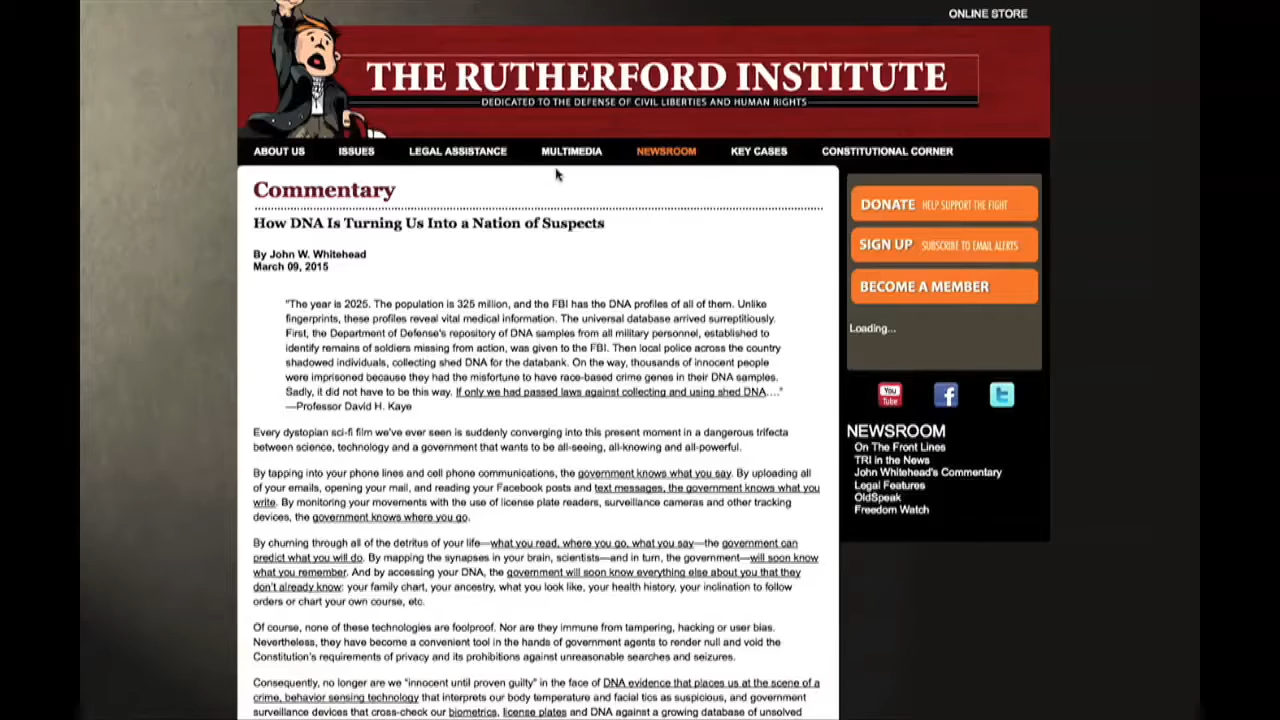 ONLINE STORE
THE RUTHERFORD INSTITUTE
DEDICATED TO THE DEFENSE OF CIVIL LIBERTIES AND HUMAN RIGHTS
ABOUT US ISSUES LEGAL ASSISTANCE MULTIMEDIA NEWSROOM KEY CASES CONSTITUTIONAL CORNER
Commentary
How DNA Is Turning Us Into a Nation of Suspects
By John W. Whitehead
March 09, 2015
"The year is 2025. The population is 325 million, and the FBI has the DNA profiles of all of them. Unlike
fingerprints, these profiles reveal vital medical information. The universal database arrived surreptitiously.
First, the Department of Defense's repository of DNA samples from all military personnel, established to
identify remains of soldiers missing from action, was given to the FBI. Then local police across the country
shadowed individuals, collecting shed DNA for the databank. On the way, thousands of innocent people
were imprisoned because they had the misfortune to have race-based crime genes in their DNA samples.
Sadly, it did not have to be this way. If only we had passed laws against collecting and using shed DNA...."
—Professor David H. Kaye
Every dystopian sci-fi film we've ever seen is suddenly converging into this present moment in a dangerous trifecta
between science, technology and a government that wants to be all-seeing, all-knowing and all-powerful.
By tapping into your phone lines and cell phone communications, the government knows what you say. By uploading all
of your emails, opening your mail, and reading your Facebook posts and text messages, the government knows what you
write. By monitoring your movements with the use of license plate readers, surveillance cameras and other tracking
devices, the government knows where you go.
By churning through all of the detritus of your life—what you read, where you go, what you say—the government can
predict what you will do. By mapping the synapses in your brain, scientists—and in turn, the government—will soon know
what you remember. And by accessing your DNA, the government will soon know everything else about you that they
don't already know: your family chart, your ancestry, what you look like, your health history, your inclination to follow
orders or chart your own course, etc.
Of course, none of these technologies are foolproof. Nor are they immune from tampering, hacking or user bias.
Nevertheless, they have become a convenient tool in the hands of government agents to render null and void the
Constitution's requirements of privacy and its prohibitions against unreasonable searches and seizures.
Consequently, no longer are we "innocent until proven guilty" in the face of DNA evidence that places us at the scene of a
crime, behavior sensing technology that interprets our body temperature and facial tics as suspicious, and government
surveillance devices that cross-check our biometrics, license plates and DNA against a growing database of unsolved
DONATE HELP SUPPORT THE FIGHT
SIGN UP SUBSCRIBE TO EMAIL ALERTS
BECOME A MEMBER
Loading...
You
Tube
f
t
NEWSROOM
On The Front Lines
TRI in the News
John Whitehead's Commentary
Legal Features
OldSpeak
Freedom Watch